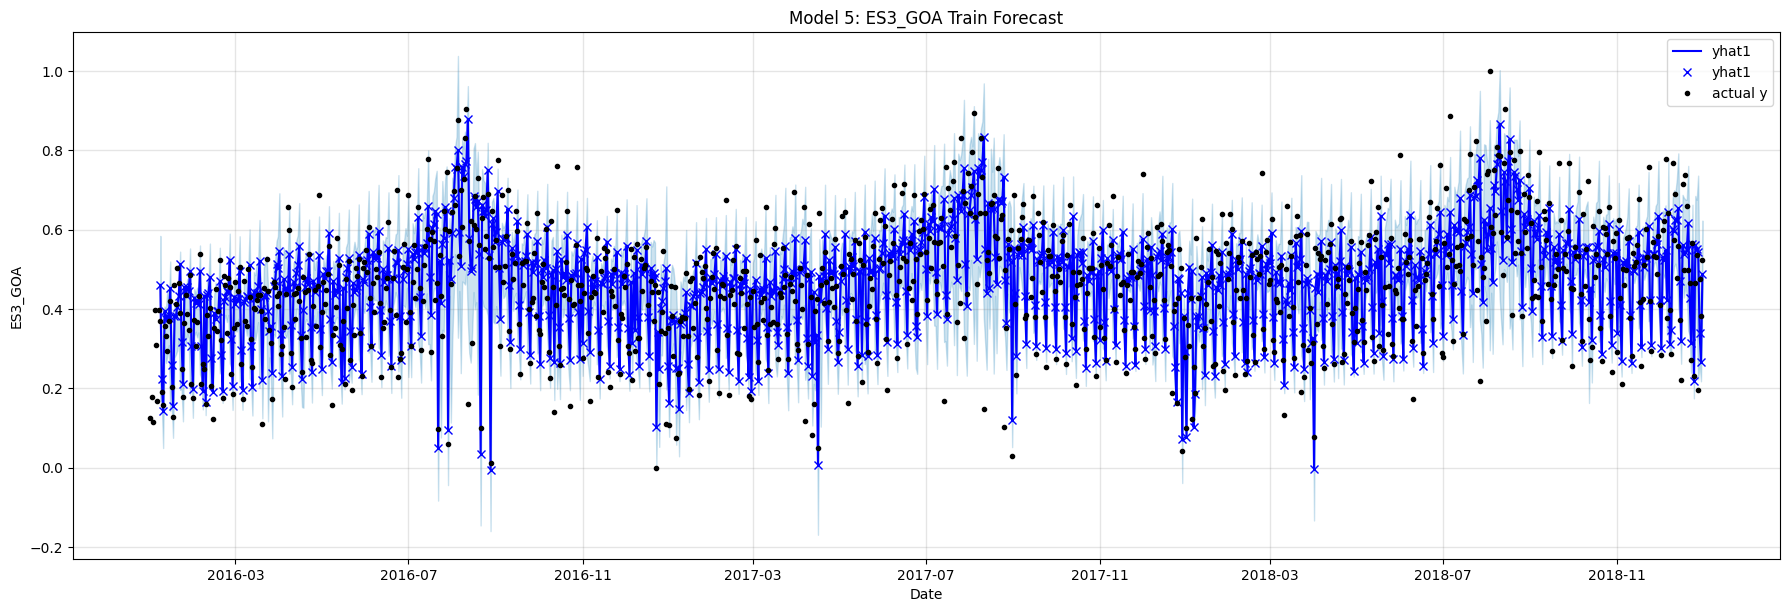 Model 5: ES3_GOA Train Forecast
yhat1
yhat1
actual y
ES3_GOA
1.0
0.8
0.6
0.4
0.2
0.0
−0.2
2016-03 2016-07 2016-11 2017-03 2017-07 2017-11 2018-03 2018-07 2018-11
Date